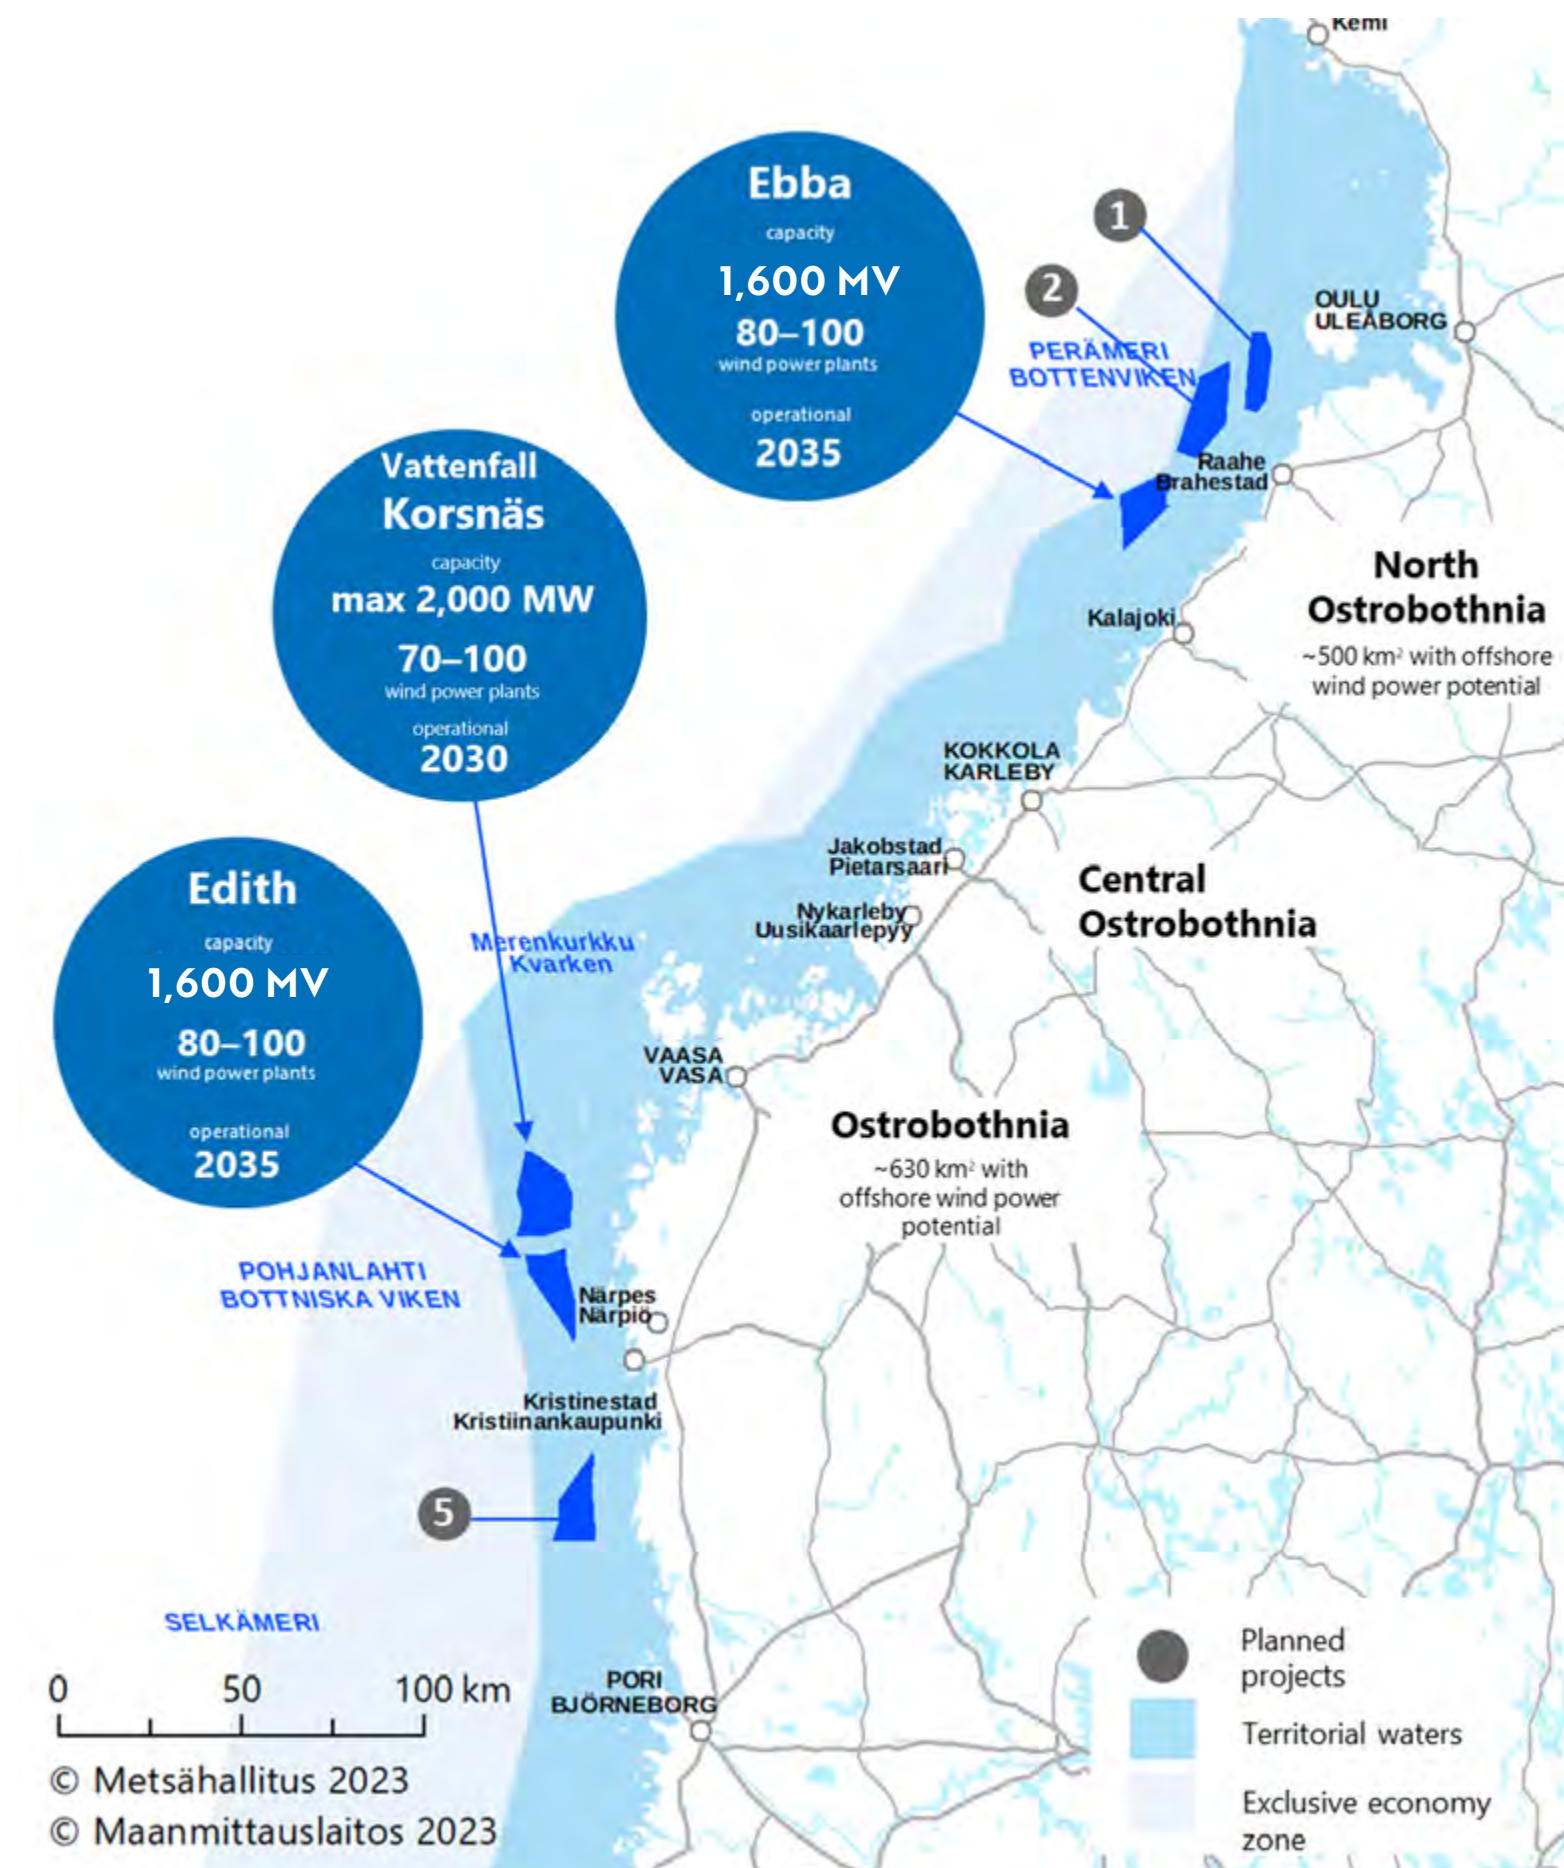 Kemi
Ebba
capacity
1,600 MV
80–100
wind power plants
operational
2035
1
2
PERÄMERI
BOTTENVIKEN
OULU
ULEÅBORG
Raahe
Brahestad
Vattenfall
Korsnäs
capacity
max 2,000 MW
70–100
wind power plants
operational
2030
North
Ostrobothnia
~500 km² with offshore
wind power potential
Kalajoki
KOKKOLA
KARLEBY
Jakobstad
Pietarsaari
Nykarleby
Uusikaarlepyy
Central
Ostrobothnia
Edith
capacity
1,600 MV
80–100
wind power plants
operational
2035
Merenkurkku
Kvarken
VAASA
VASA
Ostrobothnia
~630 km² with
offshore wind power
potential
POHJANLAHTI
BOTTNISKA VIKEN
Närpes
Närpiö
Kristinestad
Kristiinankaupunki
5
SELKÄMERI
0 50 100 km
PORI
BJÖRNEBORG
© Metsähallitus 2023
© Maanmittauslaitos 2023
Planned
projects
Territorial waters
Exclusive economy
zone